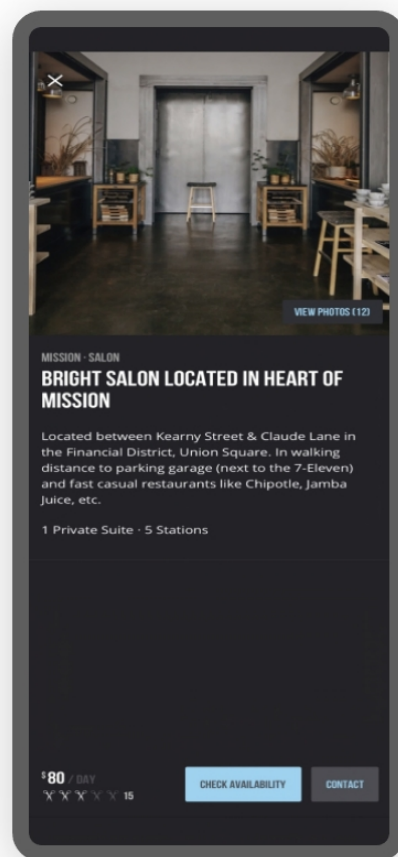 VIEW PHOTOS (12)
MISSION · SALON
BRIGHT SALON LOCATED IN HEART OF
MISSION
Located between Kearny Street & Claude Lane in
the Financial District, Union Square. In walking
distance to parking garage (next to the 7-Eleven)
and fast casual restaurants like Chipotle, Jamba
Juice, etc.
1 Private Suite · 5 Stations
$80 / DAY
15
CHECK AVAILABILITY
CONTACT